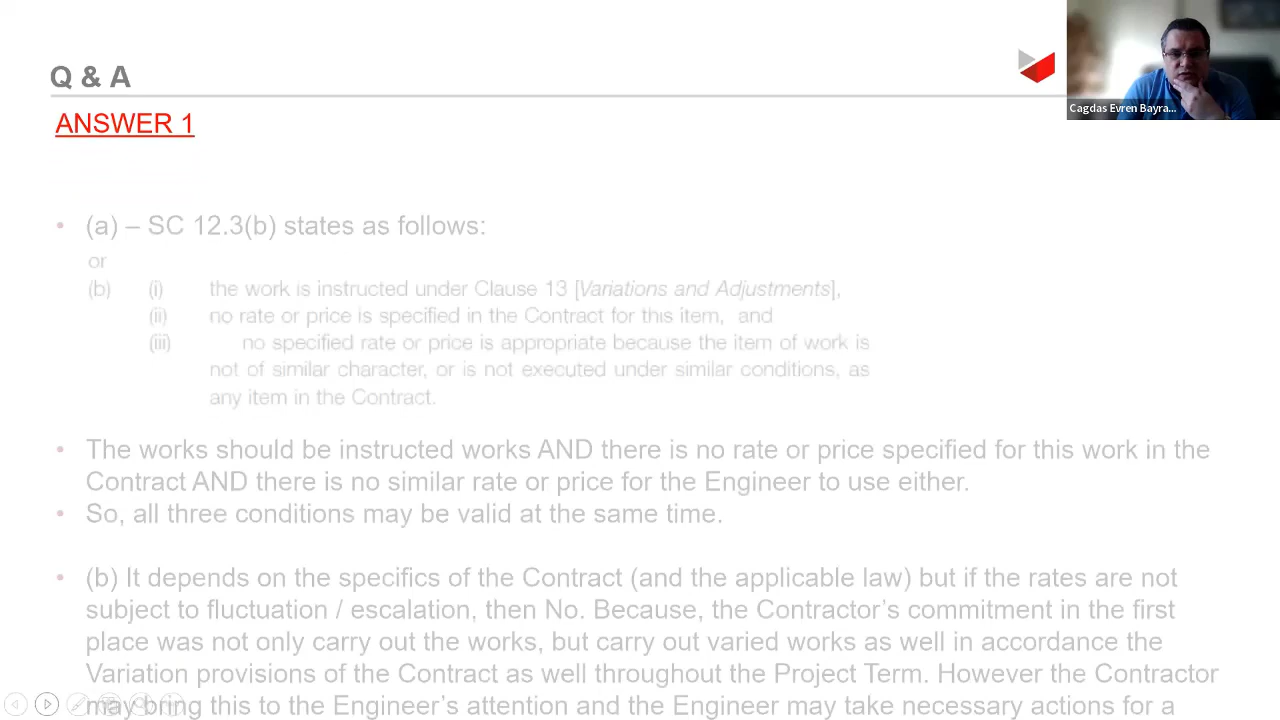 Q & A
Cagdas Evren Bayra...
ANSWER 1
• (a) – SC 12.3(b) states as follows:
or
(b) (i) the work is instructed under Clause 13 [Variations and Adjustments],
(ii) no rate or price is specified in the Contract for this item, and
(iii) no specified rate or price is appropriate because the item of work is
not of similar character, or is not executed under similar conditions, as
any item in the Contract.
• The works should be instructed works AND there is no rate or price specified for this work in the
Contract AND there is no similar rate or price for the Engineer to use either.
• So, all three conditions may be valid at the same time.
• (b) It depends on the specifics of the Contract (and the applicable law) but if the rates are not
subject to fluctuation / escalation, then No. Because, the Contractor's commitment in the first
place was not only carry out the works, but carry out varied works as well in accordance the
Variation provisions of the Contract as well throughout the Project Term. However the Contractor
may bring this to the Engineer's attention and the Engineer may take necessary actions for a